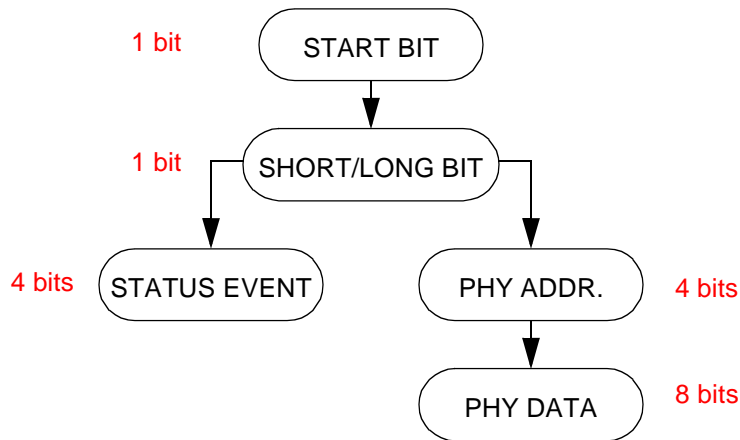 1 bit
START BIT
1 bit
SHORT/LONG BIT
4 bits
STATUS EVENT
PHY ADDR.
4 bits
PHY DATA
8 bits